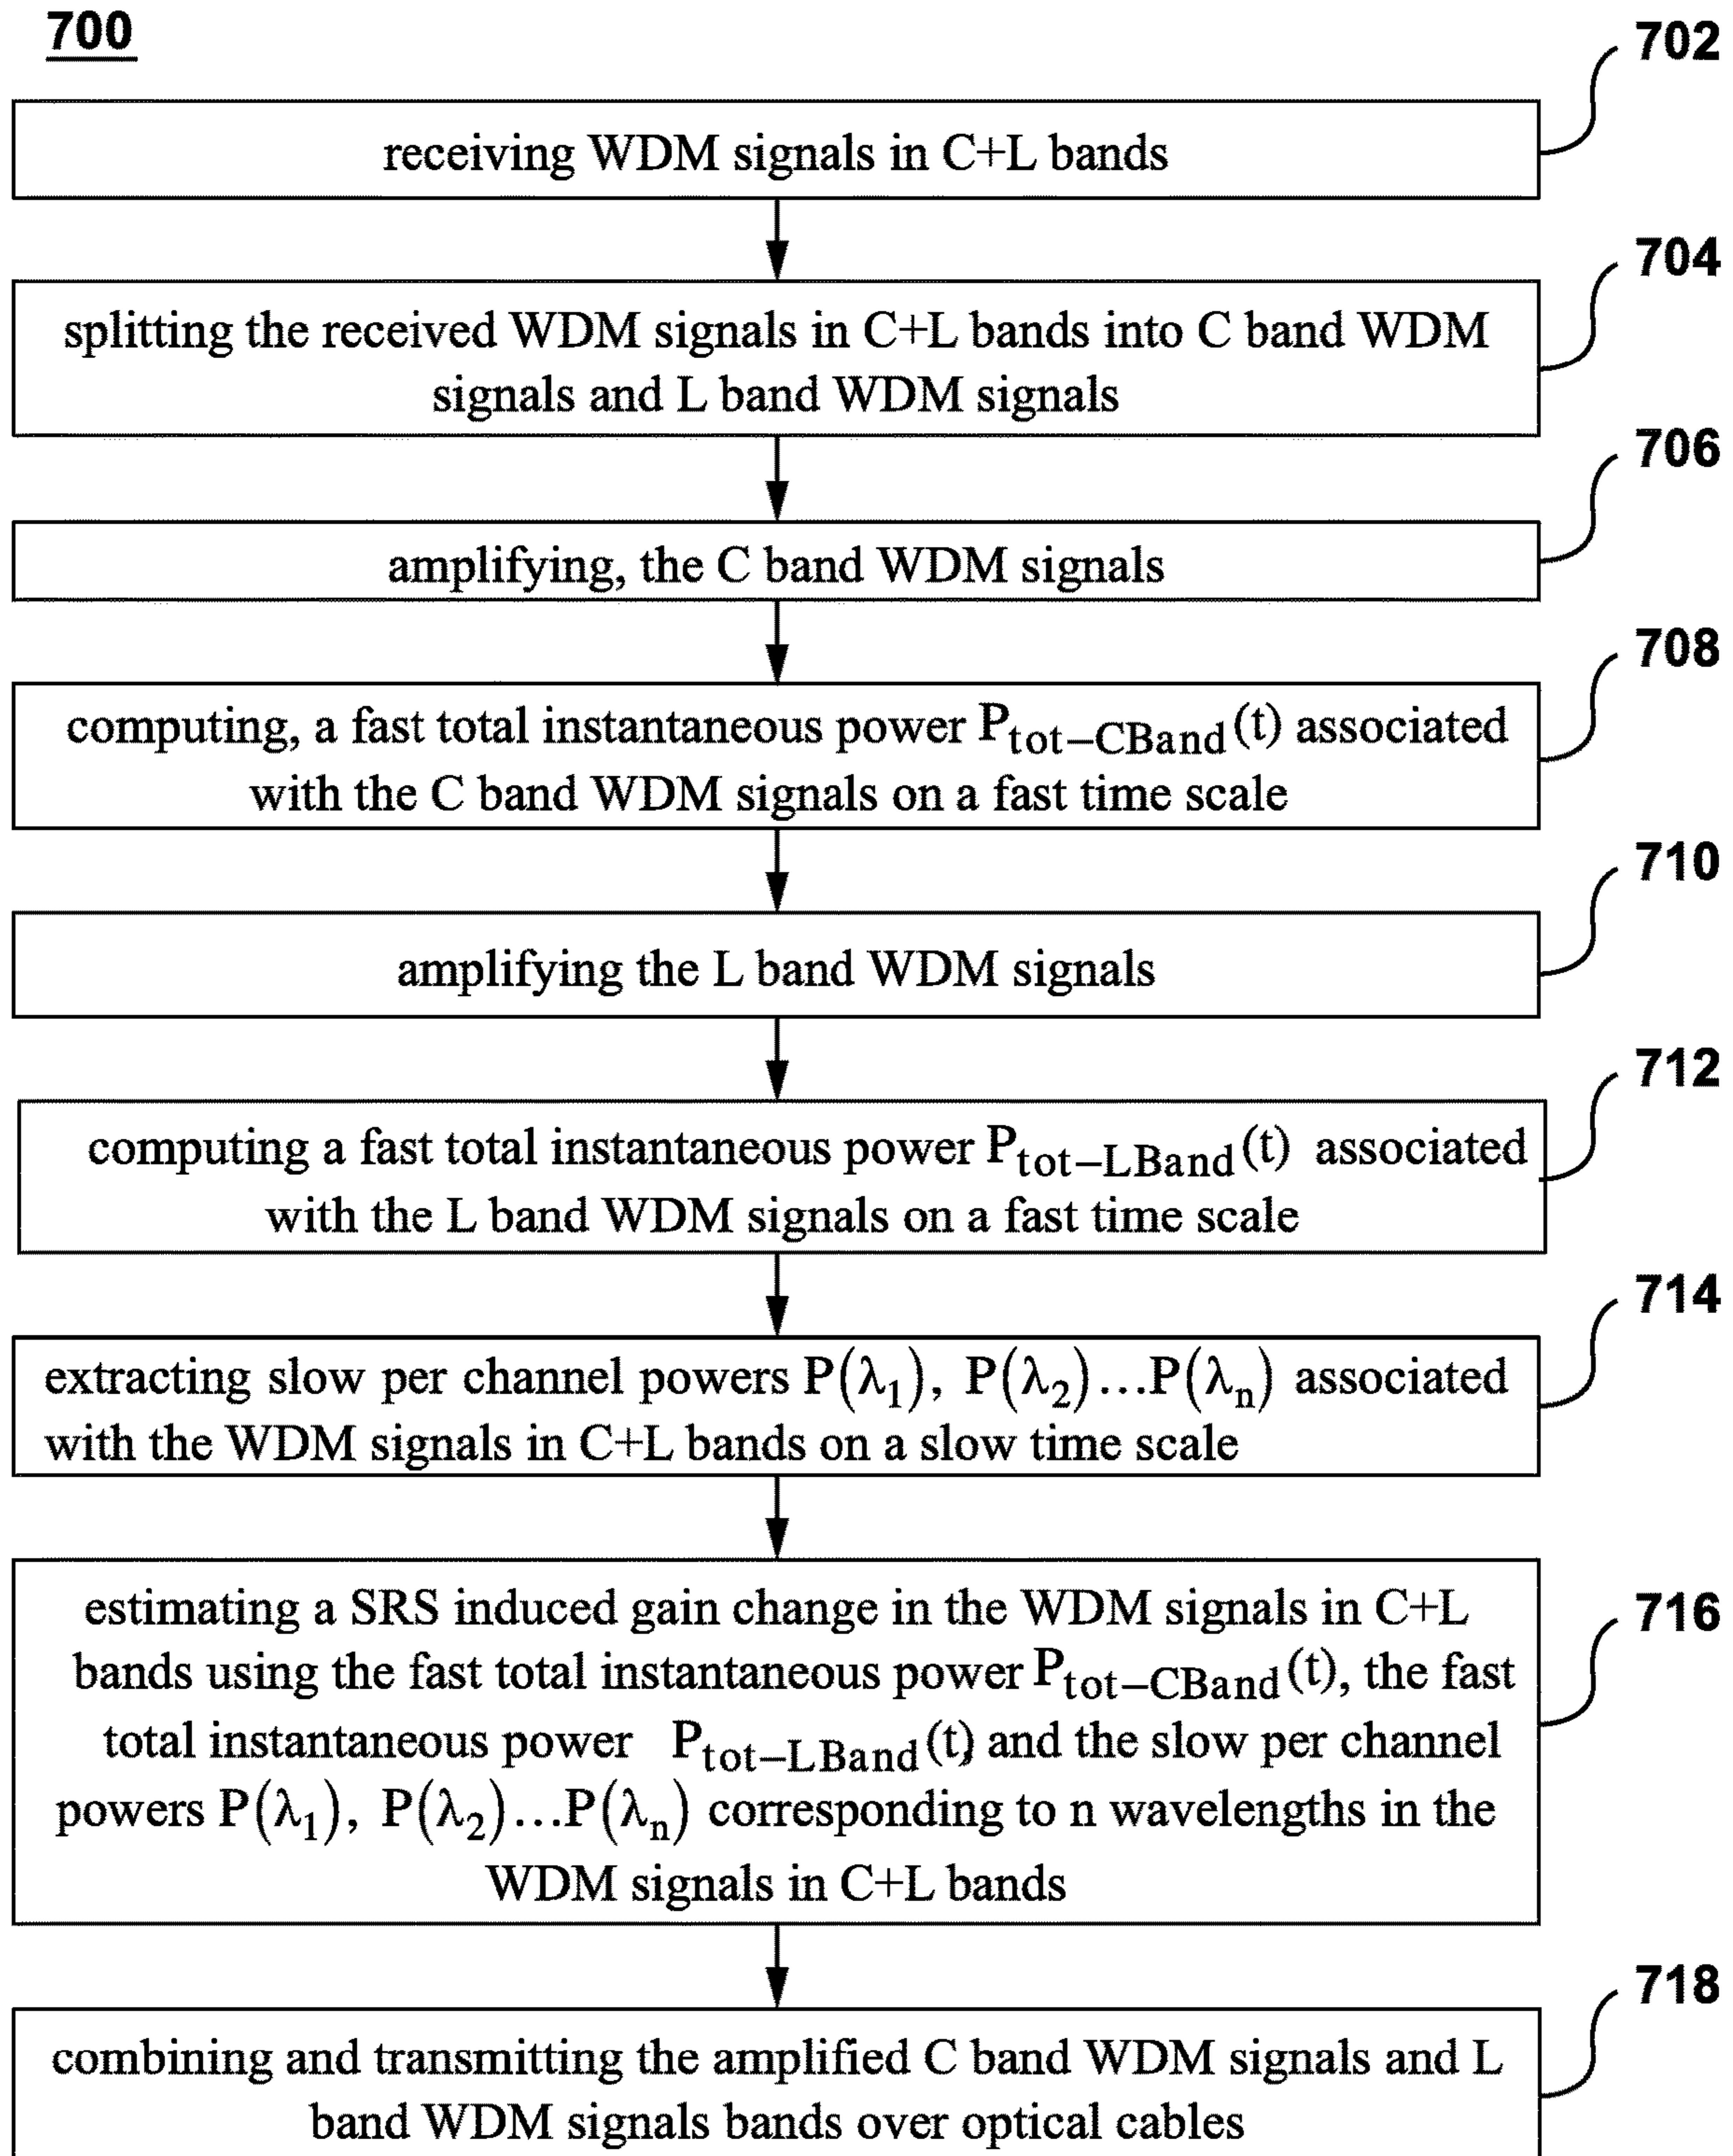 700
702
receiving WDM signals in C+L bands
704
splitting the received WDM signals in C+L bands into C band WDM
signals and L band WDM signals
706
amplifying, the C band WDM signals
708
computing, a fast total instantaneous power P_tot−CBand(t) associated
with the C band WDM signals on a fast time scale
710
amplifying the L band WDM signals
712
computing a fast total instantaneous power P_tot−LBand(t) associated
with the L band WDM signals on a fast time scale
714
extracting slow per channel powers P(λ₁), P(λ₂)...P(λₙ) associated
with the WDM signals in C+L bands on a slow time scale
716
estimating a SRS induced gain change in the WDM signals in C+L
bands using the fast total instantaneous power P_tot−CBand(t), the fast
total instantaneous power P_tot−LBand(t) and the slow per channel
powers P(λ₁), P(λ₂)...P(λₙ) corresponding to n wavelengths in the
WDM signals in C+L bands
718
combining and transmitting the amplified C band WDM signals and L
band WDM signals bands over optical cables